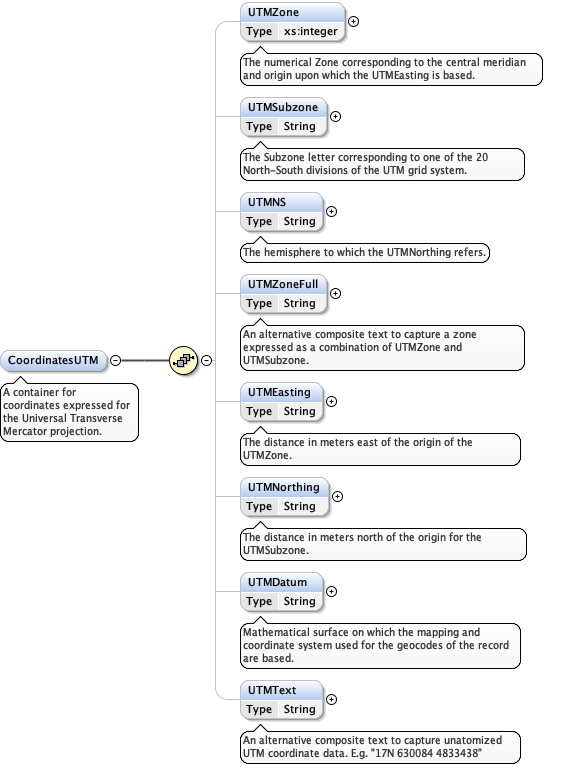 UTMZone
Type xs:integer
The numerical Zone corresponding to the central meridian
and origin upon which the UTMEasting is based.
UTMSubzone
Type String
The Subzone letter corresponding to one of the 20
North-South divisions of the UTM grid system.
UTMNS
Type String
The hemisphere to which the UTMNorthing refers.
UTMZoneFull
Type String
An alternative composite text to capture a zone
expressed as a combination of UTMZone and
UTMSubzone.
CoordinatesUTM
A container for
coordinates expressed for
the Universal Transverse
Mercator projection.
UTMEasting
Type String
The distance in meters east of the origin of the
UTMZone.
UTMNorthing
Type String
The distance in meters north of the origin for the
UTMSubzone.
UTMDatum
Type String
Mathematical surface on which the mapping and
coordinate system used for the geocodes of the record
are based.
UTMText
Type String
An alternative composite text to capture unatomized
UTM coordinate data. E.g. "17N 630084 4833438"